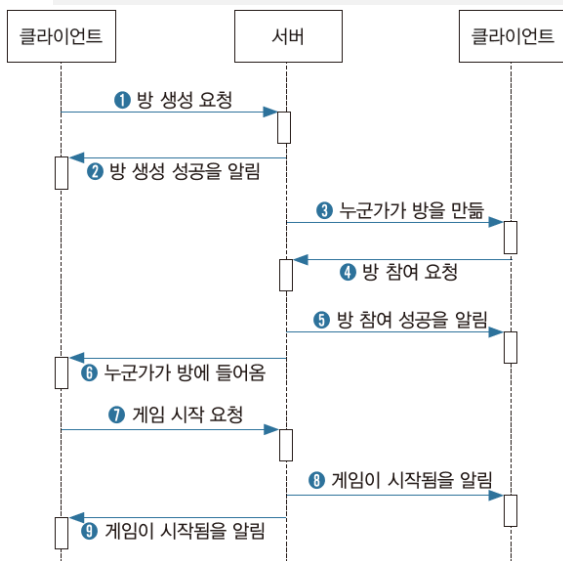 클라이언트
서버
클라이언트
❶ 방 생성 요청
❷ 방 생성 성공을 알림
❸ 누군가가 방을 만듦
❹ 방 참여 요청
❺ 방 참여 성공을 알림
❻ 누군가가 방에 들어옴
❼ 게임 시작 요청
❽ 게임이 시작됨을 알림
❾ 게임이 시작됨을 알림